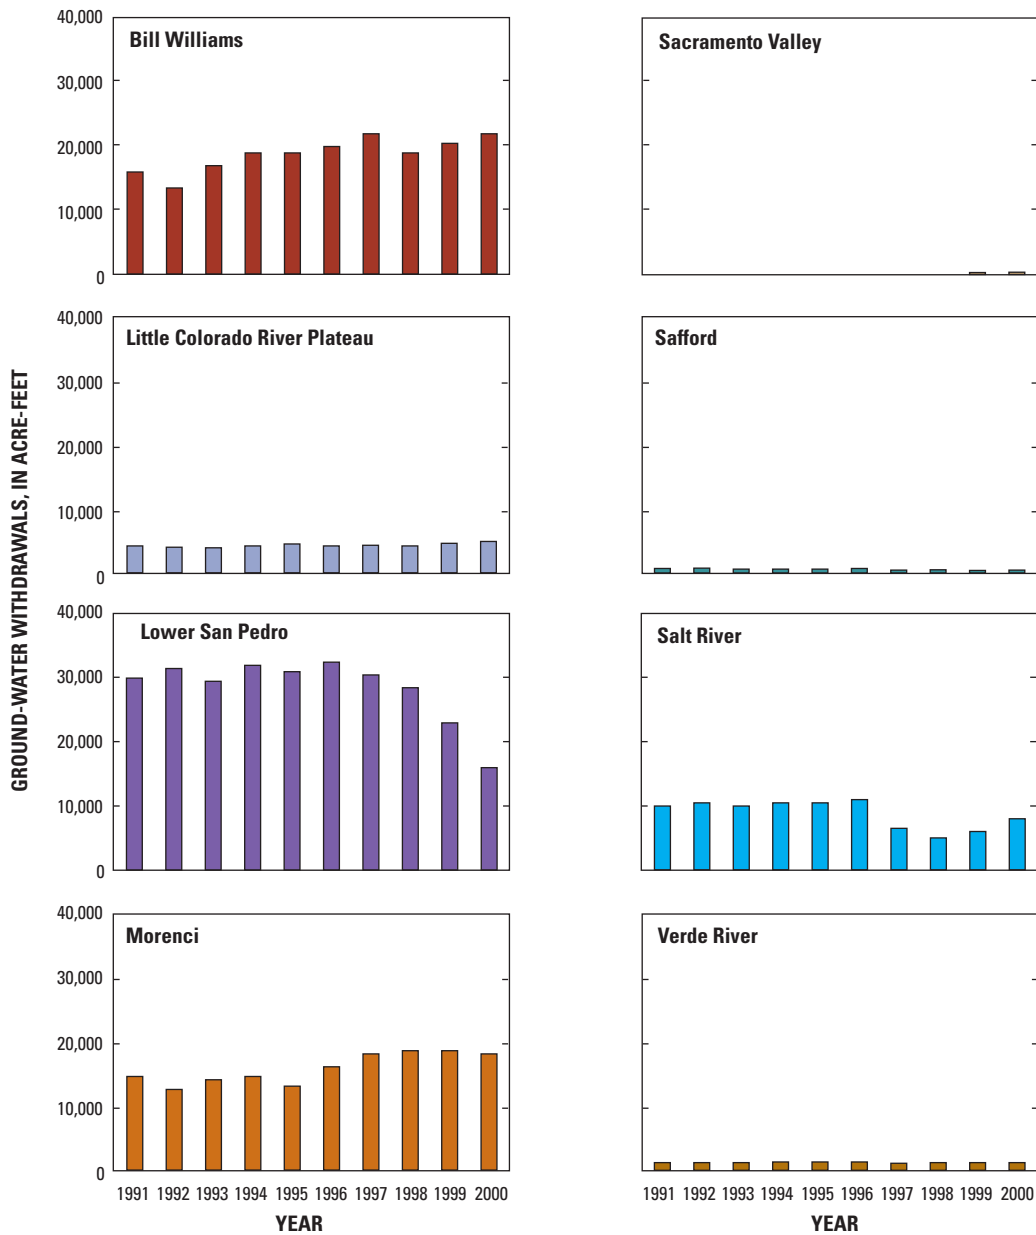 GROUND-WATER WITHDRAWALS, IN ACRE-FEET
40,000
30,000
20,000
10,000
0
Bill Williams
Sacramento Valley
40,000
30,000
20,000
10,000
0
Little Colorado River Plateau
Safford
40,000
30,000
20,000
10,000
0
Lower San Pedro
Salt River
40,000
30,000
20,000
10,000
0
Morenci
Verde River
1991 1992 1993 1994 1995 1996 1997 1998 1999 2000
YEAR
1991 1992 1993 1994 1995 1996 1997 1998 1999 2000
YEAR